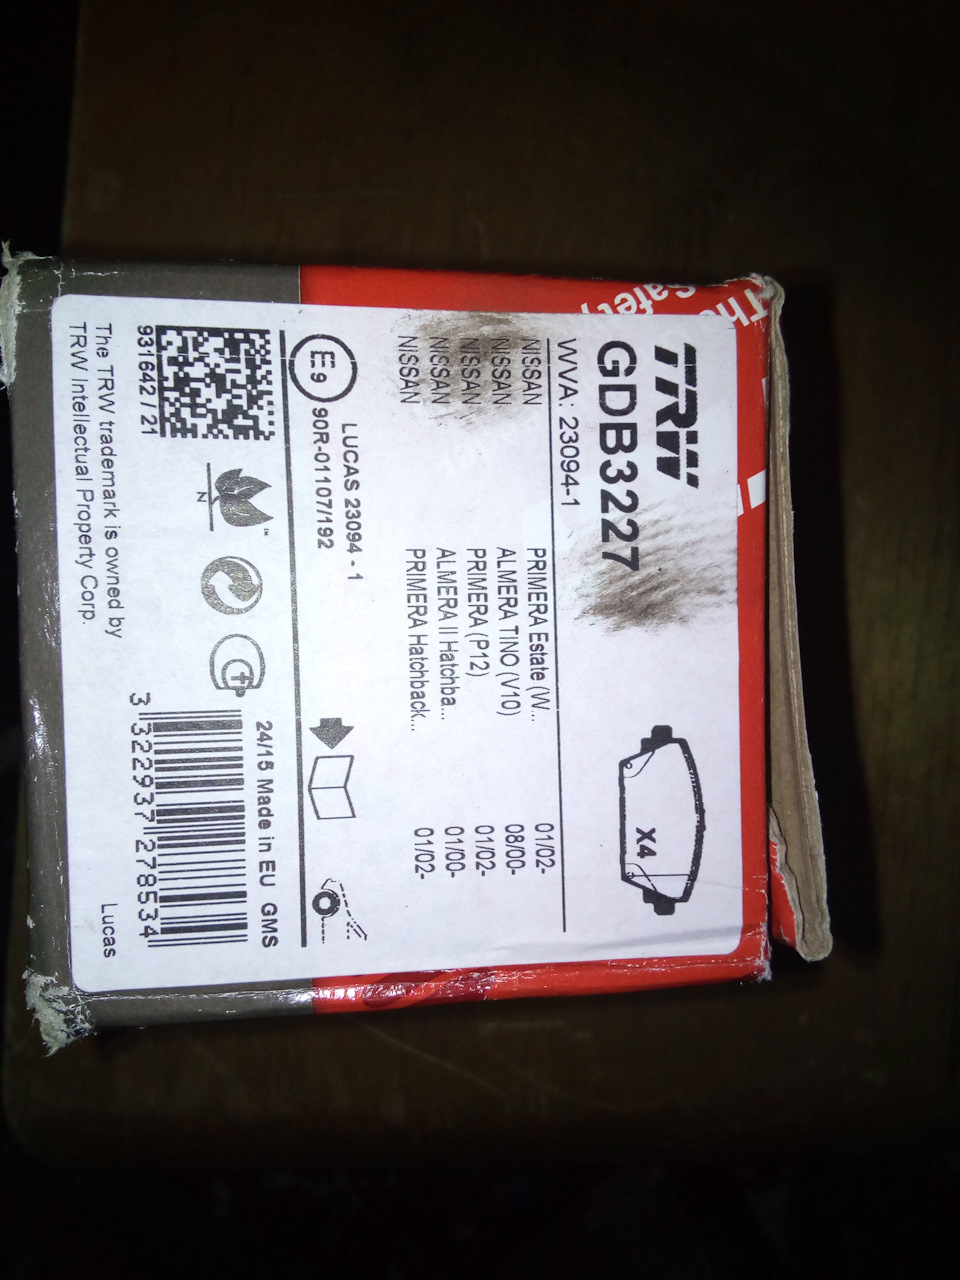 The
Safety
TRW
GDB3227
WVA: 23094-1
X4
NISSAN PRIMERA Estate (W... 01/02-
NISSAN ALMERA TINO (V10) 08/00-
NISSAN PRIMERA (P12) 01/02-
NISSAN ALMERA II Hatchba... 01/00-
NISSAN PRIMERA Hatchback... 01/02-
LUCAS 23094 - 1
E9 90R-01107/192
931642 / 21
N
24/15 Made in EU GMS
3 322937 278534
The TRW trademark is owned by
TRW Intellectual Property Corp.
Lucas